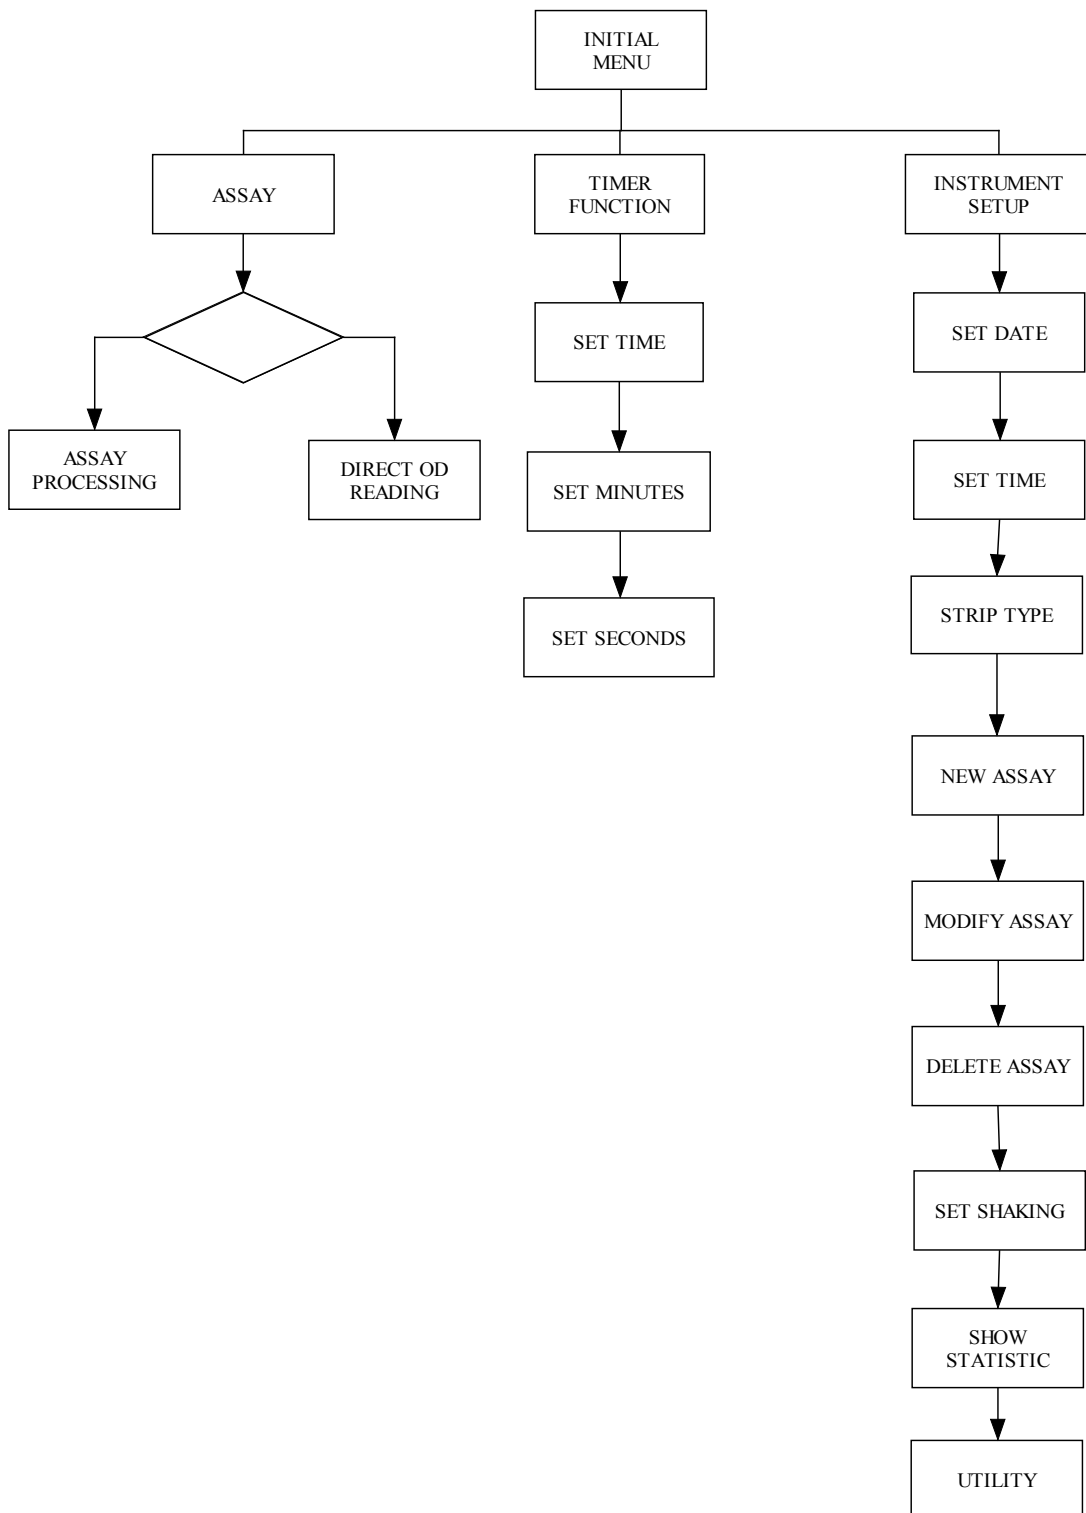 INITIAL
MENU
ASSAY
TIMER
FUNCTION
INSTRUMENT
SETUP
SET TIME
SET DATE
ASSAY
PROCESSING
DIRECT OD
READING
SET MINUTES
SET TIME
SET SECONDS
STRIP TYPE
NEW ASSAY
MODIFY ASSAY
DELETE ASSAY
SET SHAKING
SHOW
STATISTIC
UTILITY